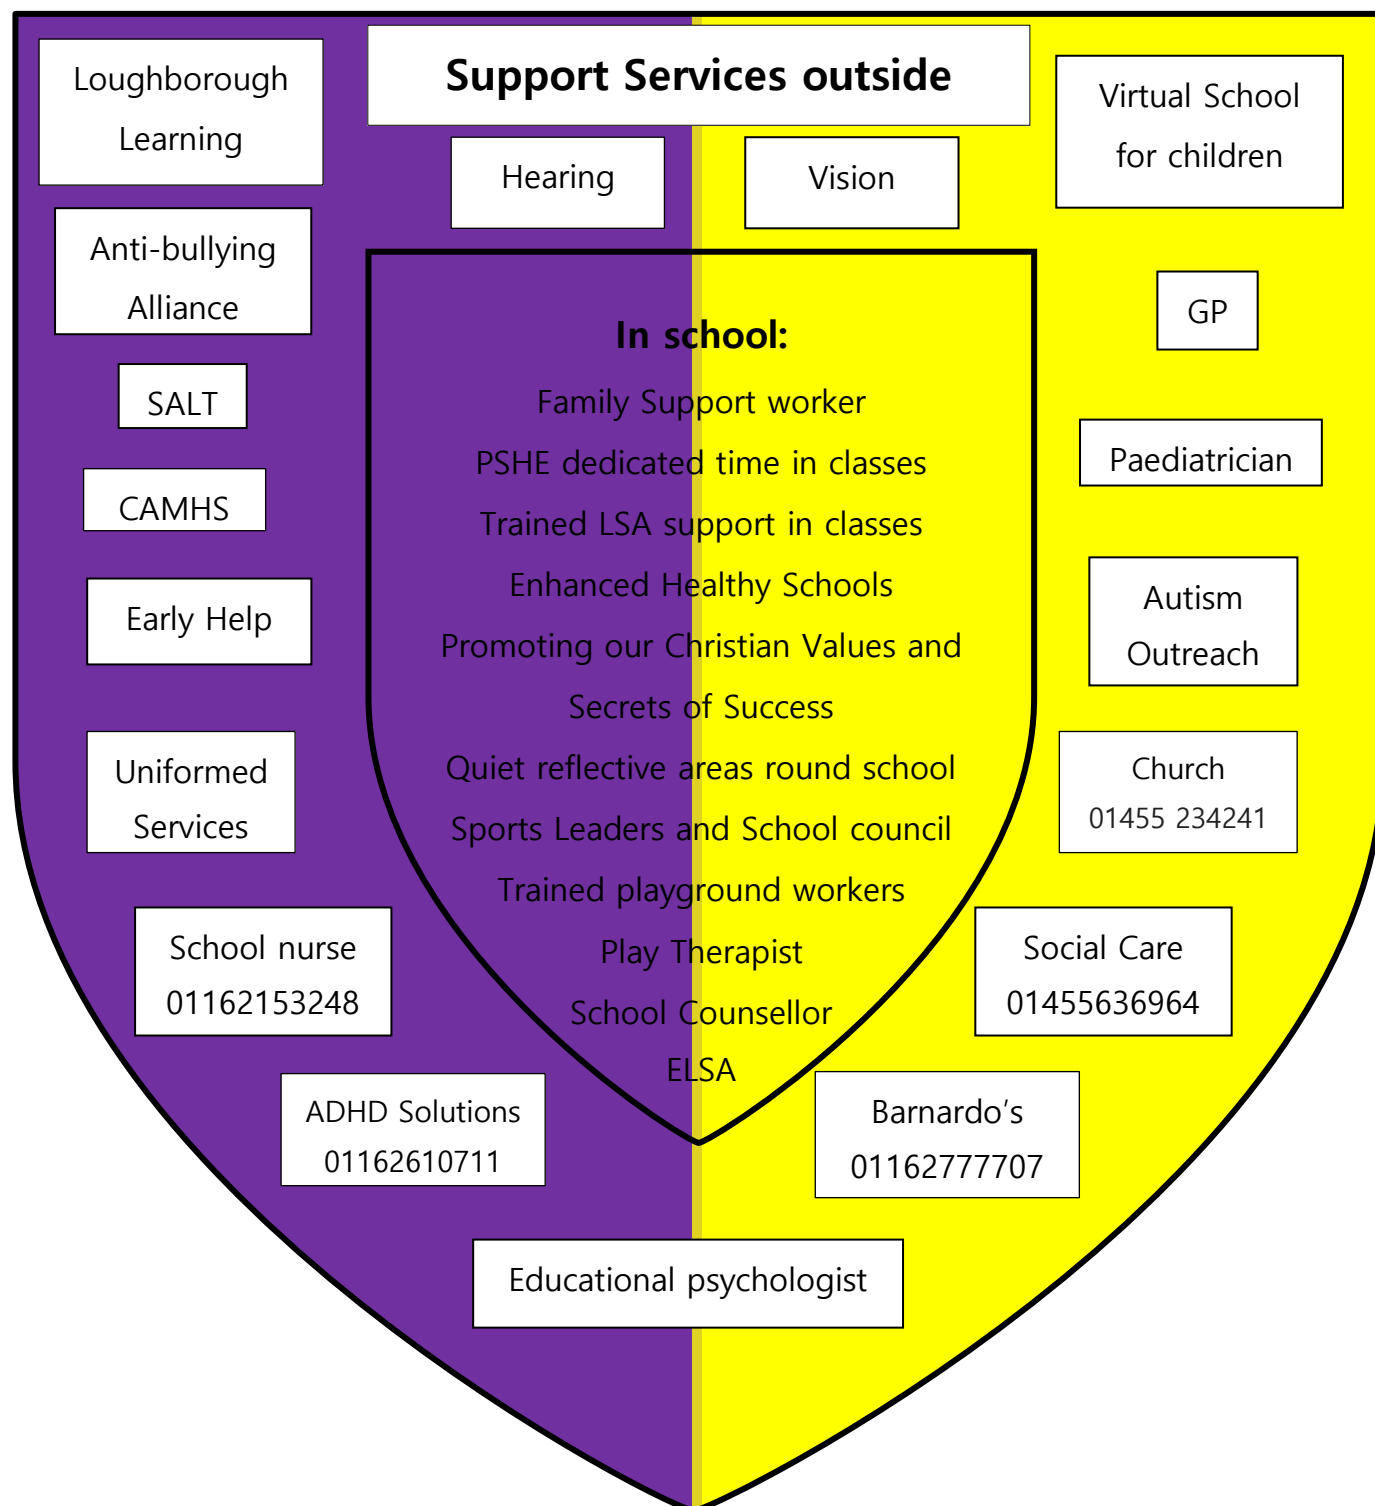 Support Services outside
Loughborough
Learning
Hearing
Vision
Virtual School
for children
Anti-bullying
Alliance
GP
SALT
Paediatrician
CAMHS
Early Help
Autism
Outreach
Uniformed
Services
Church
01455 234241
School nurse
01162153248
Social Care
01455636964
ADHD Solutions
01162610711
Barnardo’s
01162777707
Educational psychologist
In school:
Family Support worker
PSHE dedicated time in classes
Trained LSA support in classes
Enhanced Healthy Schools
Promoting our Christian Values and
Secrets of Success
Quiet reflective areas round school
Sports Leaders and School council
Trained playground workers
Play Therapist
School Counsellor
ELSA